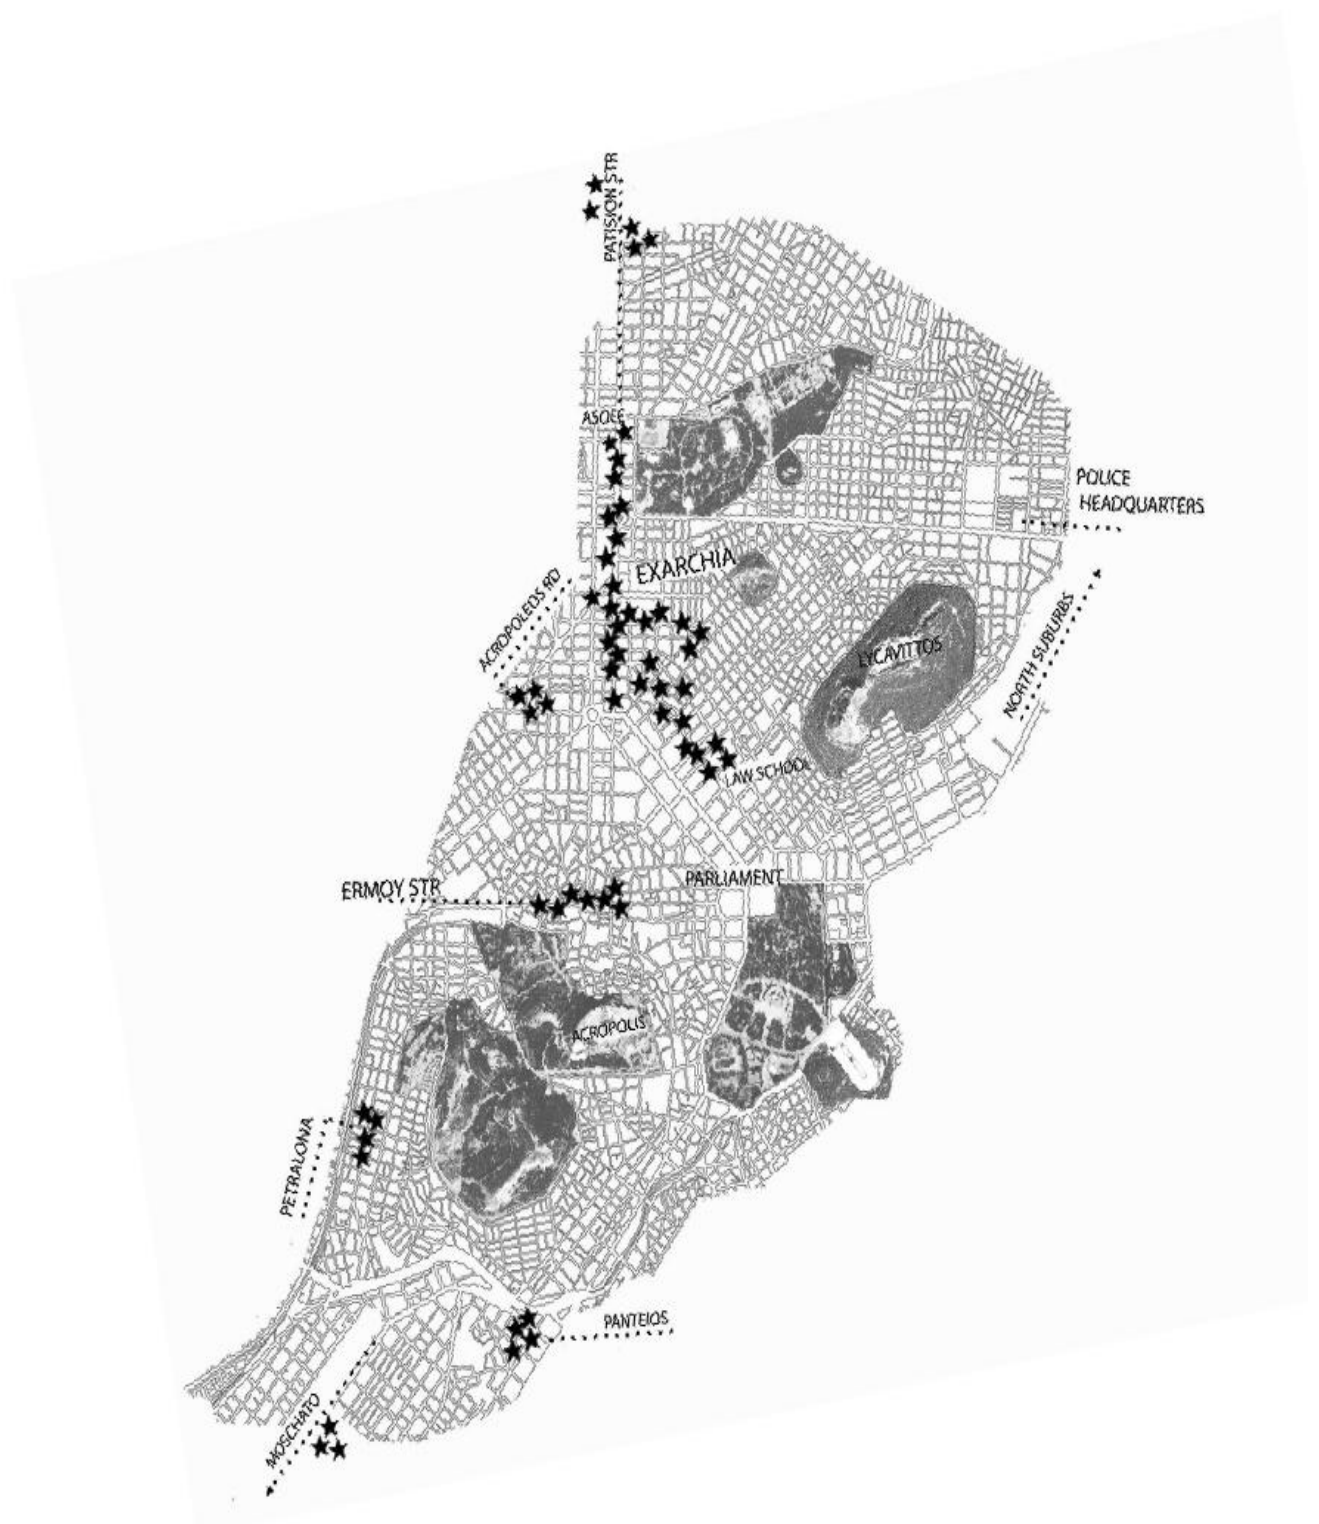 PATISION STR
ASOEE
POLICE
HEADQUARTERS
EXARCHIA
ACROPOLEOS RD
NORTH SUBURBS
LYCAVITTOS
LAW SCHOOL
PARLIAMENT
ERMOY STR
ACROPOLIS
PETRALONA
PANTEIOS
MOSCHATO